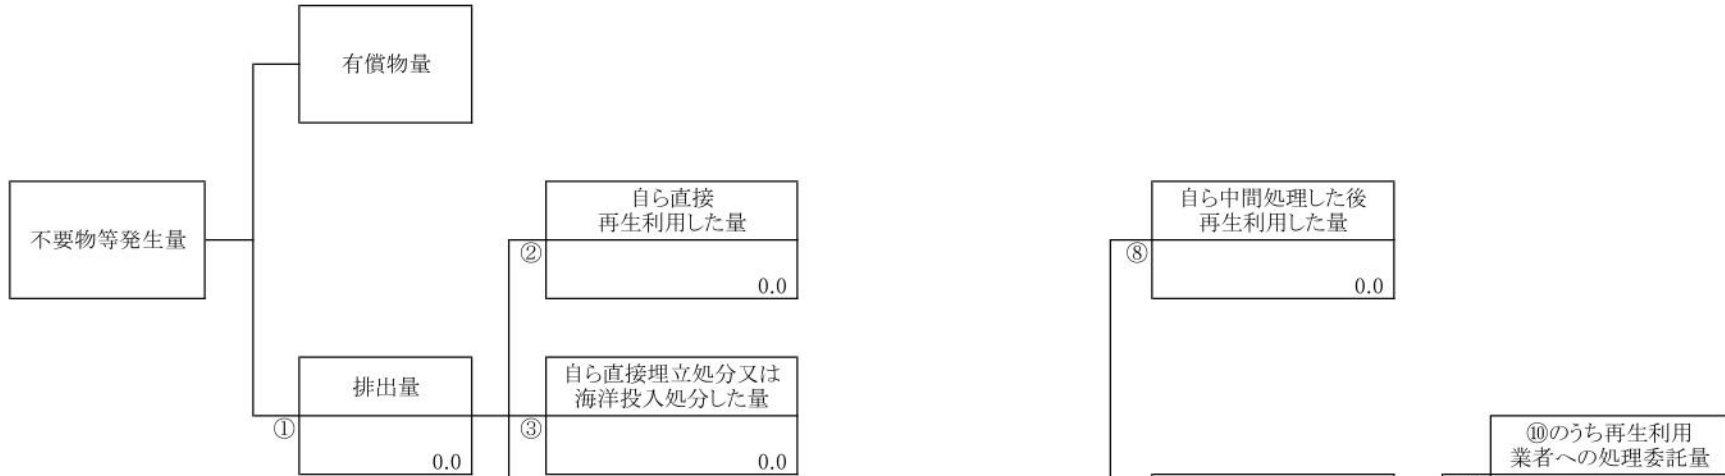 有償物量
不要物等発生量
自ら直接
再生利用した量
②
0.0
自ら中間処理した後
再生利用した量
⑧
0.0
排出量
①
0.0
自ら直接埋立処分又は
海洋投入処分した量
③
0.0
⑩のうち再生利用
業者への処理委託量